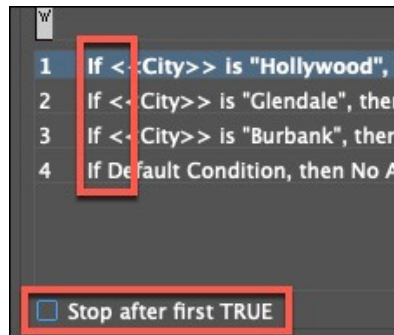 W
1 If <<City>> is "Hollywood",
2 If <<City>> is "Glendale", then
3 If <<City>> is "Burbank", then
4 If Default Condition, then No A
Stop after first TRUE